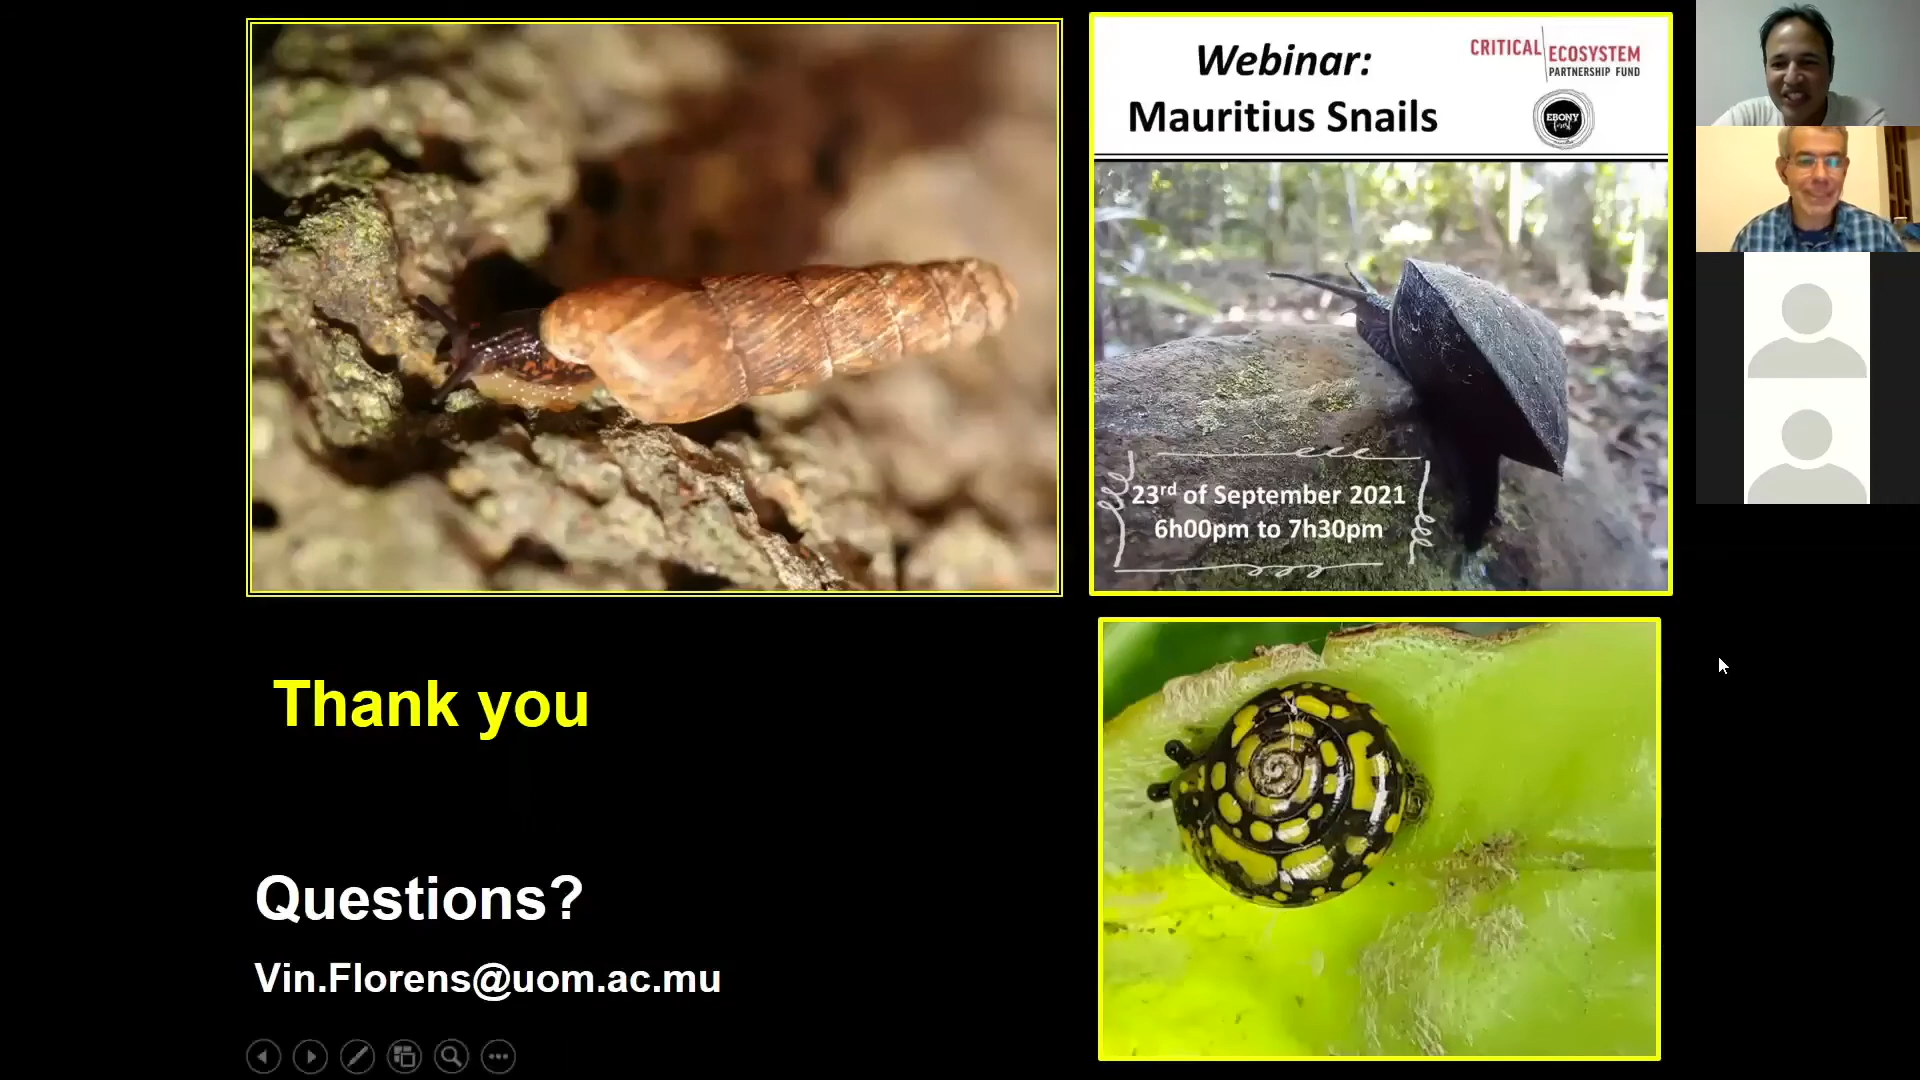 Webinar:
Mauritius Snails
CRITICAL ECOSYSTEM
PARTNERSHIP FUND
EBONY
forest
23rd of September 2021
6h00pm to 7h30pm
Thank you
Questions?
Vin.Florens@uom.ac.mu